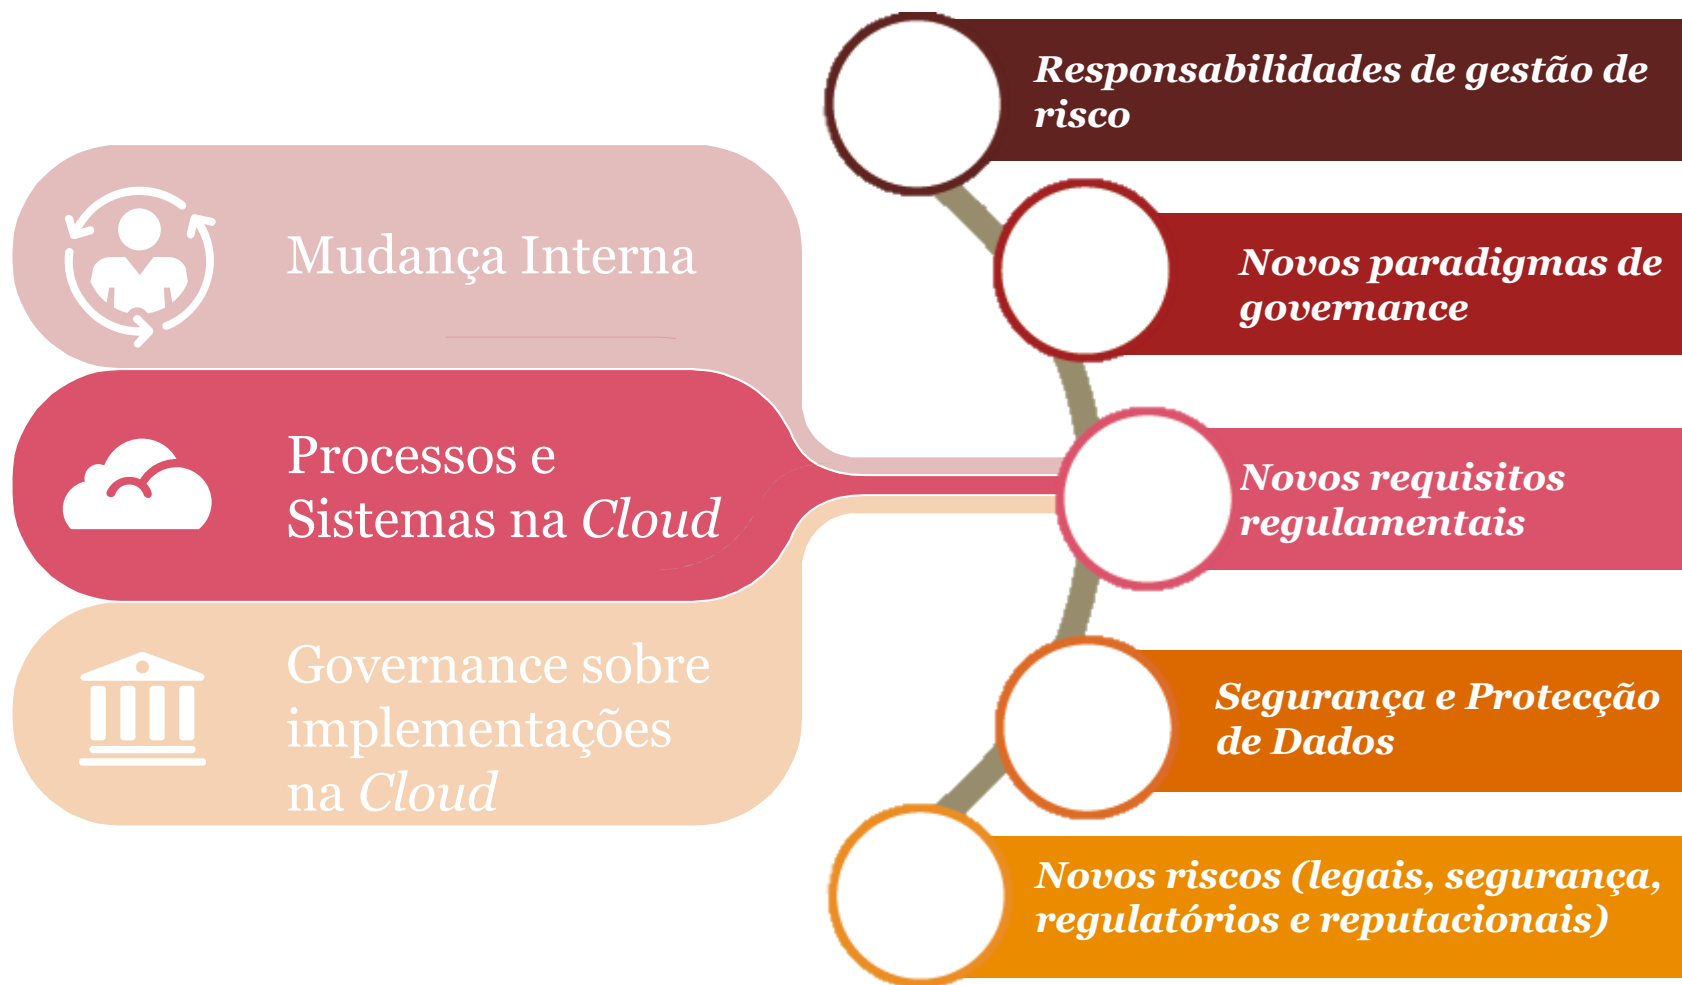 Mudança Interna
Processos e
Sistemas na Cloud
Governance sobre
implementações
na Cloud
Responsabilidades de gestão de
risco
Novos paradigmas de
governance
Novos requisitos
regulamentais
Segurança e Protecção
de Dados
Novos riscos (legais, segurança,
regulatórios e reputacionais)